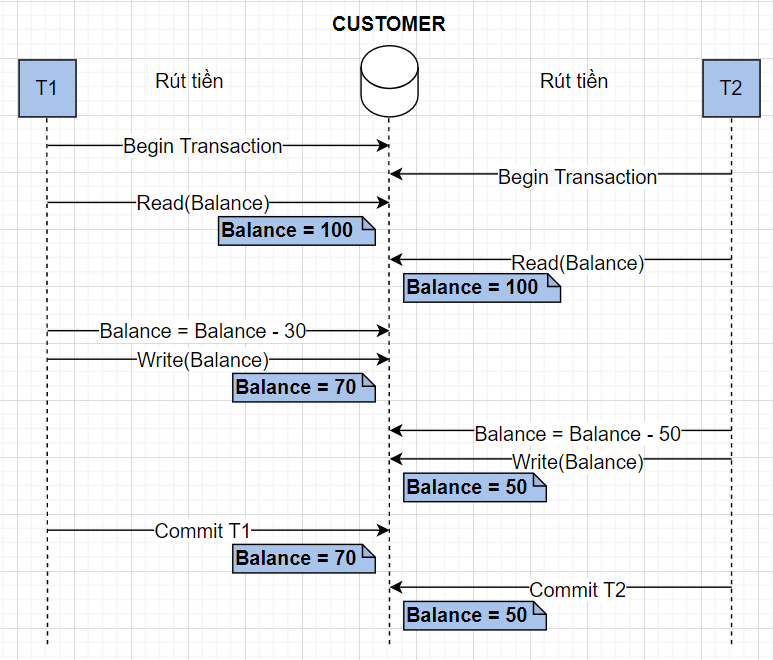 CUSTOMER
T1
Rút tiền
Rút tiền
T2
Begin Transaction
Begin Transaction
Read(Balance)
Balance = 100
Read(Balance)
Balance = 100
Balance = Balance - 30
Write(Balance)
Balance = 70
Balance = Balance - 50
Write(Balance)
Balance = 50
Commit T1
Balance = 70
Commit T2
Balance = 50